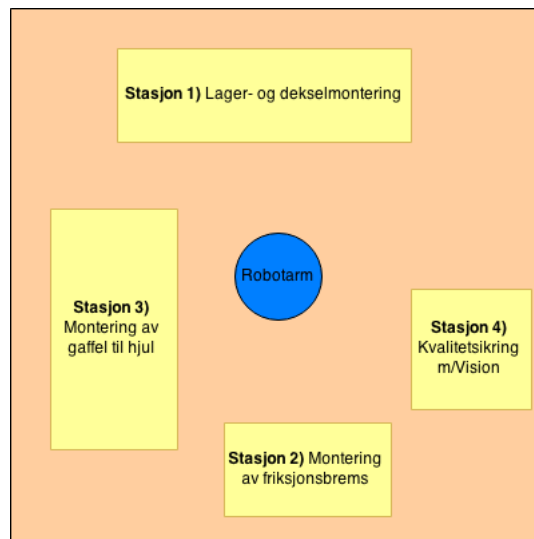 Stasjon 1) Lager- og dekselmontering
Robotarm
Stasjon 3)
Montering av
gaffel til hjul
Stasjon 4)
Kvalitetsikring
m/Vision
Stasjon 2) Montering
av friksjonsbrems